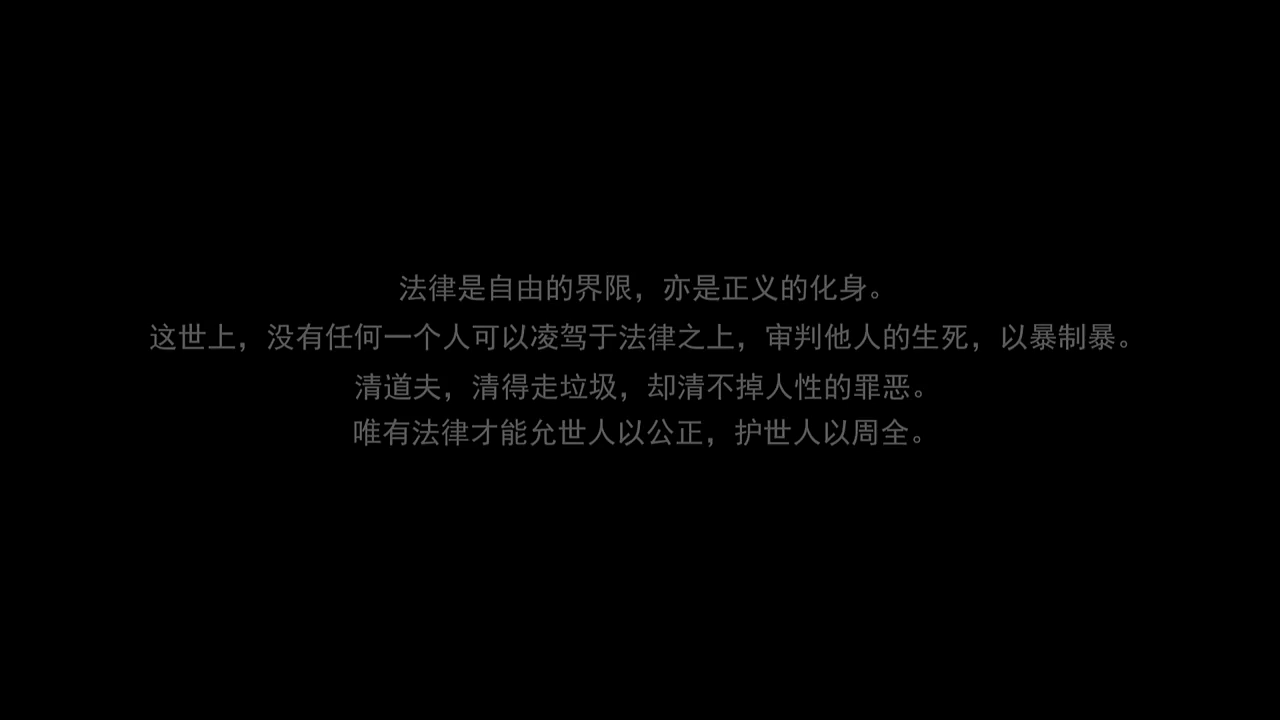 法律是自由的界限，亦是正义的化身。
这世上，没有任何一个人可以凌驾于法律之上，审判他人的生死，以暴制暴。
清道夫，清得走垃圾，却清不掉人性的罪恶。
唯有法律才能允世人以公正，护世人以周全。